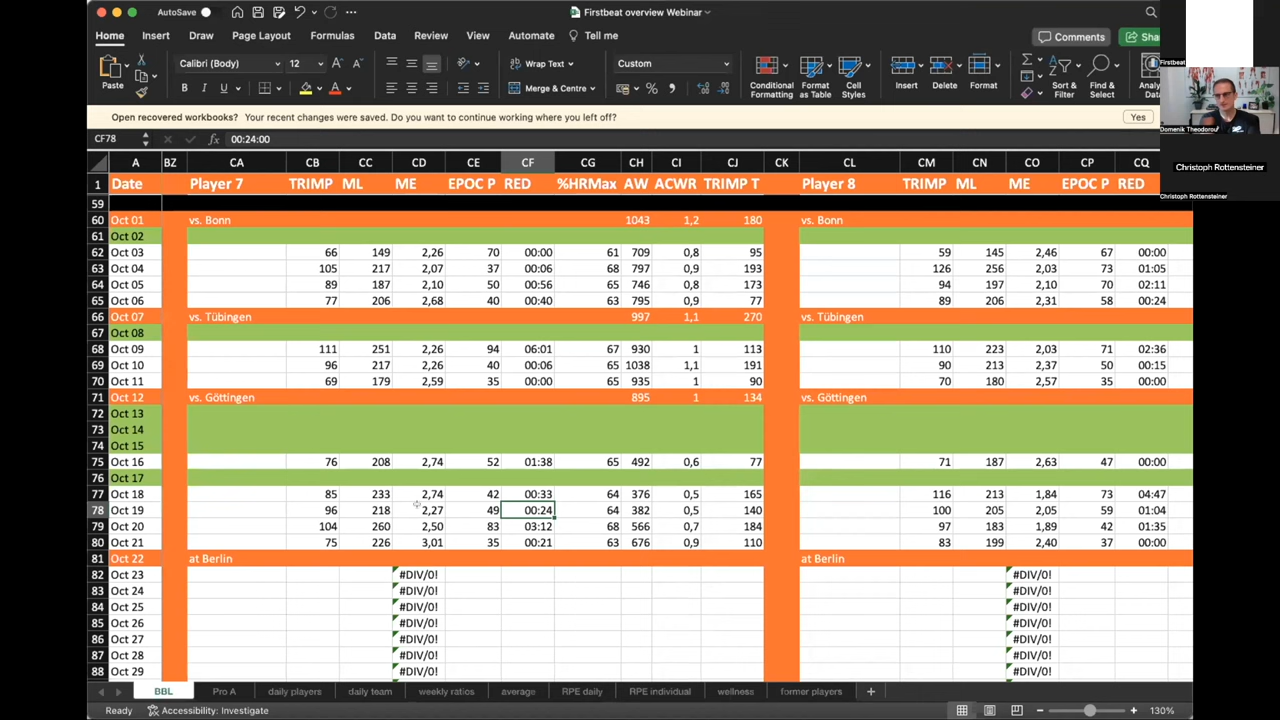 AutoSave
Firstbeat overview Webinar
Home Insert Draw Page Layout Formulas Data Review View Automate Tell me Comments
Calibri (Body) 12 Wrap Text Custom
Paste Merge & Centre Conditional Formatting Format as Table Cell Styles Insert Delete Format Sort & Filter Find & Select
Open recovered workbooks? Your recent changes were saved. Do you want to continue working where you left off? Yes
Firstbeat
Domenik Theodorou
Christoph Rottensteiner
Christoph Rottensteiner
CF78 fx 00:24:00
A BZ CA CB CC CD CE CF CG CH CI CJ CK CL CM CN CO CP CQ
1 Date Player 7 TRIMP ML ME EPOC P RED %HRMax AW ACWR TRIMP T Player 8 TRIMP ML ME EPOC P RED
59
60 Oct 01 vs. Bonn 1043 1,2 180 vs. Bonn
61 Oct 02
62 Oct 03 66 149 2,26 70 00:00 61 709 0,8 95 59 145 2,46 67 00:00
63 Oct 04 105 217 2,07 37 00:06 68 797 0,9 193 126 256 2,03 73 01:05
64 Oct 05 89 187 2,10 50 00:56 65 746 0,8 173 94 197 2,10 70 02:11
65 Oct 06 77 206 2,68 40 00:40 63 795 0,9 77 89 206 2,31 58 00:24
66 Oct 07 vs. Tübingen 997 1,1 270 vs. Tübingen
67 Oct 08
68 Oct 09 111 251 2,26 94 06:01 67 930 1 113 110 223 2,03 71 02:36
69 Oct 10 96 217 2,26 40 00:06 65 1038 1,1 191 90 213 2,37 50 00:15
70 Oct 11 69 179 2,59 35 00:00 65 935 1 90 70 180 2,57 35 00:00
71 Oct 12 vs. Göttingen 895 1 134 vs. Göttingen
72 Oct 13
73 Oct 14
74 Oct 15
75 Oct 16 76 208 2,74 52 01:38 65 492 0,6 77 71 187 2,63 47 00:00
76 Oct 17
77 Oct 18 85 233 2,74 42 00:33 64 376 0,5 165 116 213 1,84 73 04:47
78 Oct 19 96 218 2,27 49 00:24 64 382 0,5 140 100 205 2,05 59 01:04
79 Oct 20 104 260 2,50 83 03:12 68 566 0,7 184 97 183 1,89 42 01:35
80 Oct 21 75 226 3,01 35 00:21 63 676 0,9 110 83 199 2,40 37 00:00
81 Oct 22 at Berlin at Berlin
82 Oct 23 #DIV/0! #DIV/0!
83 Oct 24 #DIV/0! #DIV/0!
84 Oct 25 #DIV/0! #DIV/0!
85 Oct 26 #DIV/0! #DIV/0!
86 Oct 27 #DIV/0! #DIV/0!
87 Oct 28 #DIV/0! #DIV/0!
88 Oct 29 #DIV/0! #DIV/0!
BBL Pro A daily players daily team weekly ratios average RPE daily RPE individual wellness former players
Ready Accessibility: Investigate 130%